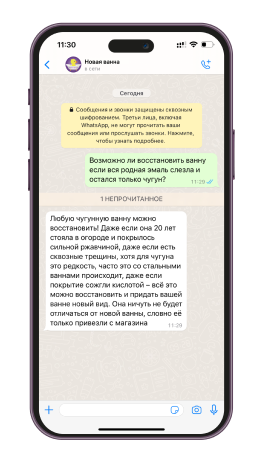 11:30
Новая ванна
в сети
Сегодня
Сообщения и звонки защищены сквозным
шифрованием. Третьи лица, включая
WhatsApp, не могут прочитать ваши
сообщения или прослушать звонки. Нажмите,
чтобы узнать подробнее.
Возможно ли восстановить ванну
если вся родная эмаль слезла и
остался только чугун?
11:29
1 НЕПРОЧИТАННОЕ
Любую чугунную ванну можно
восстановить! Даже если она 20 лет
стояла в огороде и покрылось
сильной ржавчиной, даже если есть
сквозные трещины, хотя для чугуна
это редкость, часто это со стальными
ваннами происходит, даже если
покрытие сожгли кислотой – всё это
можно восстановить и придать вашей
ванне новый вид. Она ничуть не будет
отличаться от новой ванны, словно её
только привезли с магазина
11:29